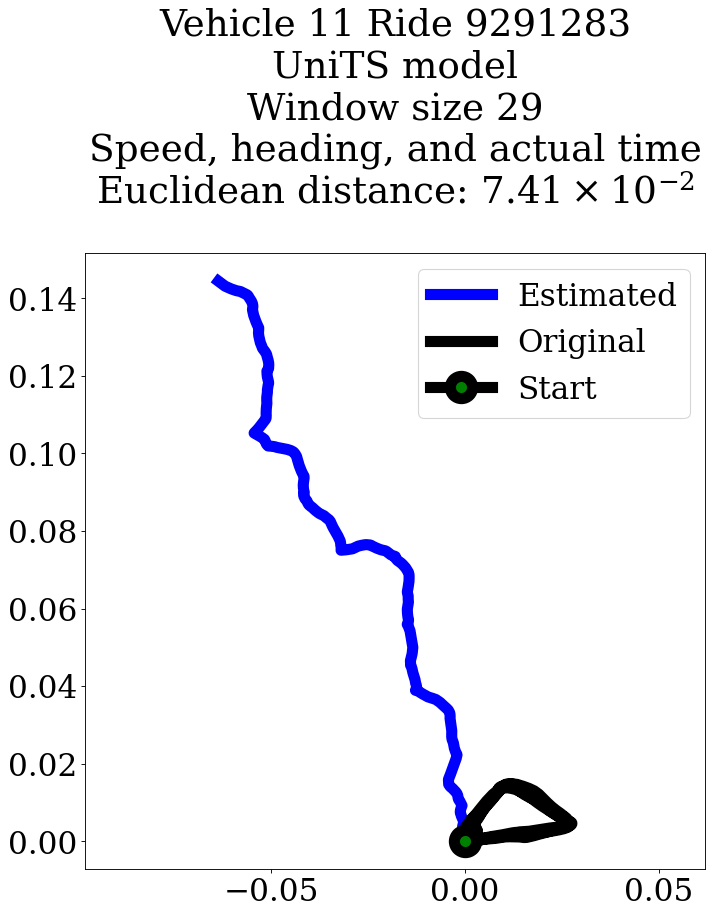 Vehicle 11 Ride 9291283
UniTS model
Window size 29
Speed, heading, and actual time
Euclidean distance: 7.41 × 10⁻²
Estimated
Original
Start
0.14
0.12
0.10
0.08
0.06
0.04
0.02
0.00
−0.05 0.00 0.05